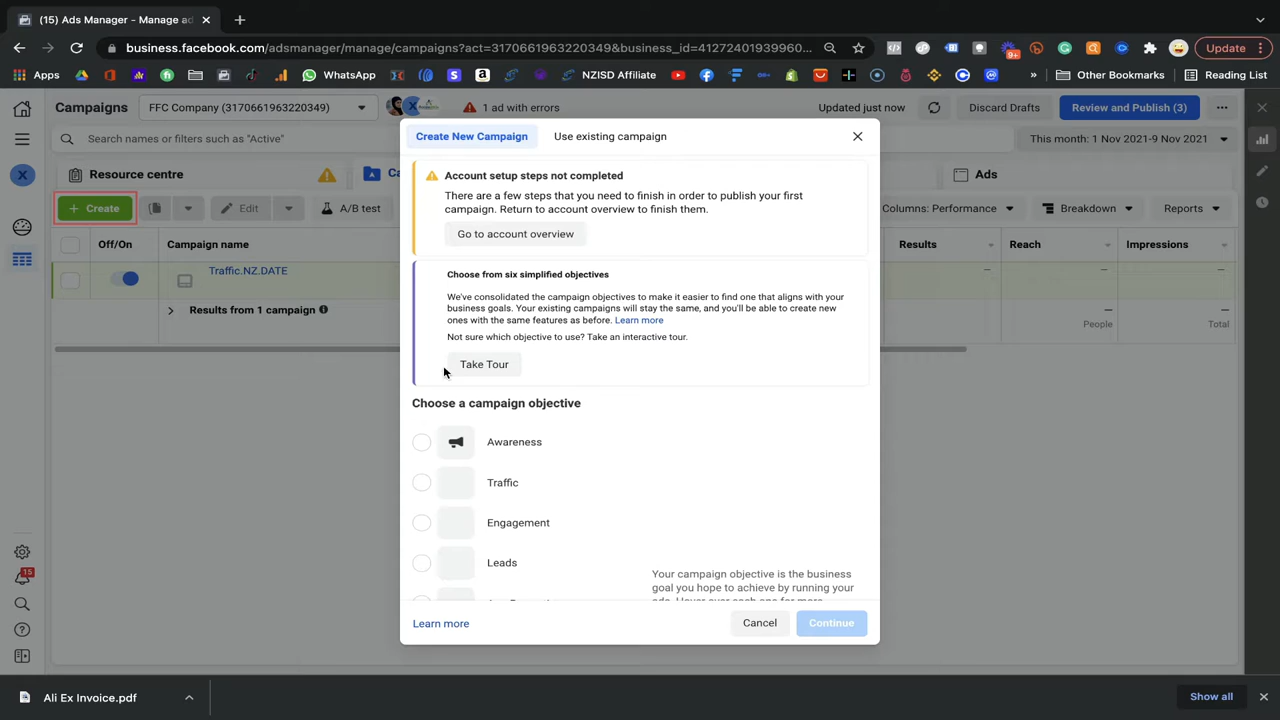 (15) Ads Manager - Manage ad
business.facebook.com/adsmanager/manage/campaigns?act=3170661963220349&business_id=41272401939960...
Update
Apps
WhatsApp
NZISD Affiliate
9+
»
Other Bookmarks
Reading List
Campaigns
FFC Company (3170661963220349)
1 ad with errors
Updated just now
Discard Drafts
Review and Publish (3)
Search names or filters such as "Active"
This month: 1 Nov 2021-9 Nov 2021
Resource centre
Ads
+ Create
Edit
A/B test
Columns: Performance
Breakdown
Reports
Off/On
Campaign name
Results
Reach
Impressions
Traffic.NZ.DATE
—
—
—
Results from 1 campaign
—
—
—
People
Total
Create New Campaign
Use existing campaign
Account setup steps not completed
There are a few steps that you need to finish in order to publish your first
campaign. Return to account overview to finish them.
Go to account overview
Choose from six simplified objectives
We've consolidated the campaign objectives to make it easier to find one that aligns with your
business goals. Your existing campaigns will stay the same, and you'll be able to create new
ones with the same features as before. Learn more
Not sure which objective to use? Take an interactive tour.
Take Tour
Choose a campaign objective
Awareness
Traffic
Engagement
Leads
Your campaign objective is the business
goal you hope to achieve by running your
Learn more
Cancel
Continue
15
Ali Ex Invoice.pdf
Show all